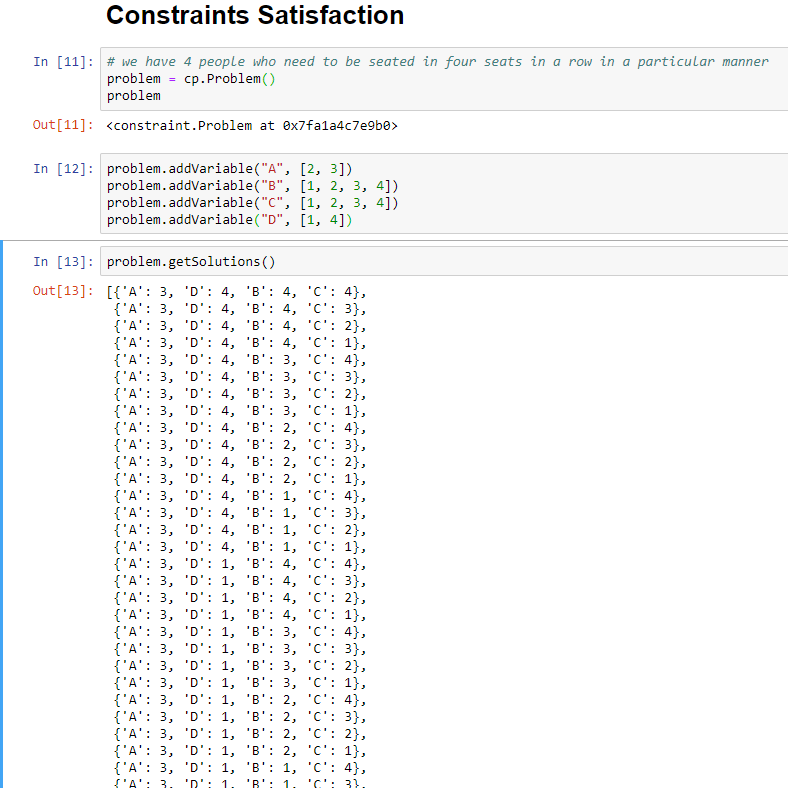 Constraints Satisfaction
In [11]: # we have 4 people who need to be seated in four seats in a row in a particular manner
problem = cp.Problem()
problem
Out[11]: <constraint.Problem at 0x7fa1a4c7e9b0>
In [12]: problem.addVariable("A", [2, 3])
problem.addVariable("B", [1, 2, 3, 4])
problem.addVariable("C", [1, 2, 3, 4])
problem.addVariable("D", [1, 4])
In [13]: problem.getSolutions()
Out[13]: [{'A': 3, 'D': 4, 'B': 4, 'C': 4},
{'A': 3, 'D': 4, 'B': 4, 'C': 3},
{'A': 3, 'D': 4, 'B': 4, 'C': 2},
{'A': 3, 'D': 4, 'B': 4, 'C': 1},
{'A': 3, 'D': 4, 'B': 3, 'C': 4},
{'A': 3, 'D': 4, 'B': 3, 'C': 3},
{'A': 3, 'D': 4, 'B': 3, 'C': 2},
{'A': 3, 'D': 4, 'B': 3, 'C': 1},
{'A': 3, 'D': 4, 'B': 2, 'C': 4},
{'A': 3, 'D': 4, 'B': 2, 'C': 3},
{'A': 3, 'D': 4, 'B': 2, 'C': 2},
{'A': 3, 'D': 4, 'B': 2, 'C': 1},
{'A': 3, 'D': 4, 'B': 1, 'C': 4},
{'A': 3, 'D': 4, 'B': 1, 'C': 3},
{'A': 3, 'D': 4, 'B': 1, 'C': 2},
{'A': 3, 'D': 4, 'B': 1, 'C': 1},
{'A': 3, 'D': 1, 'B': 4, 'C': 4},
{'A': 3, 'D': 1, 'B': 4, 'C': 3},
{'A': 3, 'D': 1, 'B': 4, 'C': 2},
{'A': 3, 'D': 1, 'B': 4, 'C': 1},
{'A': 3, 'D': 1, 'B': 3, 'C': 4},
{'A': 3, 'D': 1, 'B': 3, 'C': 3},
{'A': 3, 'D': 1, 'B': 3, 'C': 2},
{'A': 3, 'D': 1, 'B': 3, 'C': 1},
{'A': 3, 'D': 1, 'B': 2, 'C': 4},
{'A': 3, 'D': 1, 'B': 2, 'C': 3},
{'A': 3, 'D': 1, 'B': 2, 'C': 2},
{'A': 3, 'D': 1, 'B': 2, 'C': 1},
{'A': 3, 'D': 1, 'B': 1, 'C': 4},
{'A': 3, 'D': 1, 'B': 1, 'C': 3},